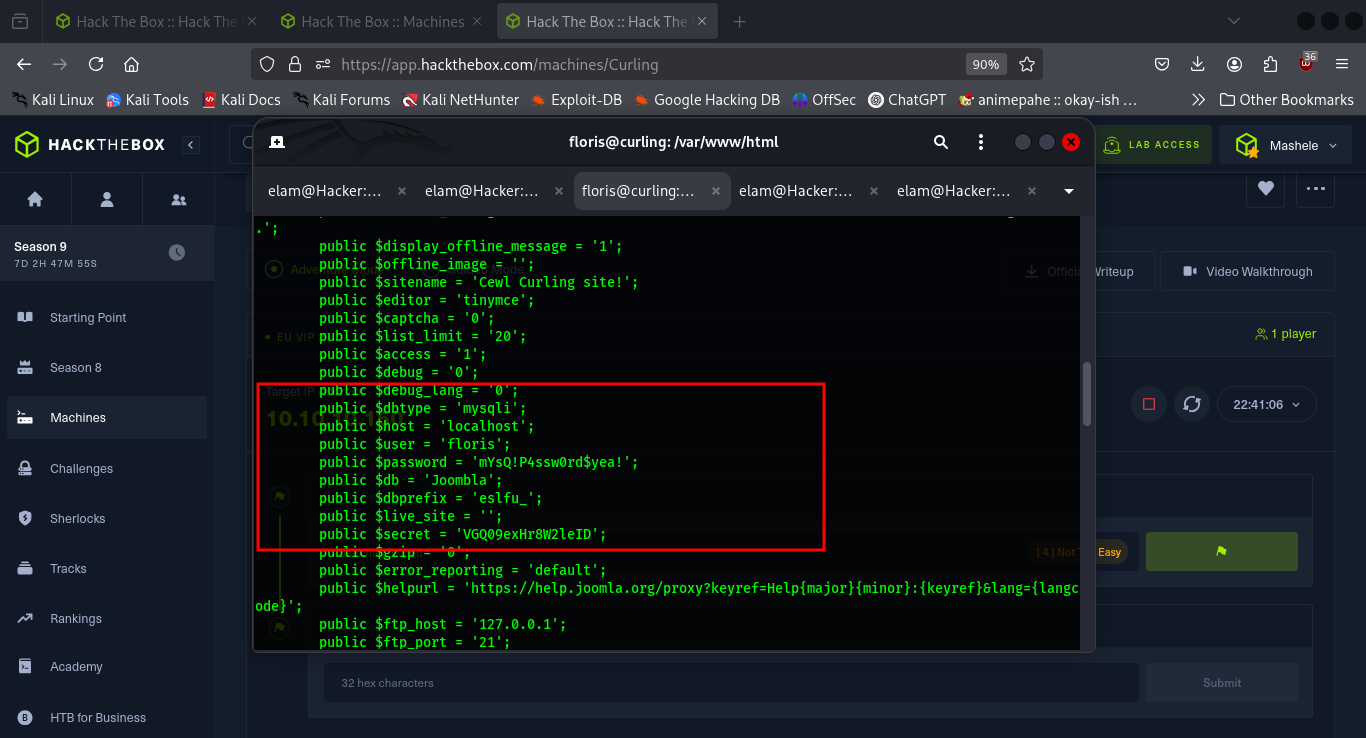 Hack The Box :: Hack The
Hack The Box :: Machines
Hack The Box :: Hack The
https://app.hackthebox.com/machines/Curling
90%
36
Kali Linux
Kali Tools
Kali Docs
Kali Forums
Kali NetHunter
Exploit-DB
Google Hacking DB
OffSec
ChatGPT
animepahe :: okay-ish ...
Other Bookmarks
HACKTHEBOX
floris@curling: /var/www/html
LAB ACCESS
Mashele
elam@Hacker:...
elam@Hacker:...
floris@curling:...
elam@Hacker:...
elam@Hacker:...
Season 9
7D 2H 47M 55S
Starting Point
Season 8
Machines
Challenges
Sherlocks
Tracks
Rankings
Academy
HTB for Business
.';
public $display_offline_message = '1';
public $offline_image = '';
public $sitename = 'Cewl Curling site!';
public $editor = 'tinymce';
public $captcha = '0';
public $list_limit = '20';
public $access = '1';
public $debug = '0';
public $debug_lang = '0';
public $dbtype = 'mysqli';
public $host = 'localhost';
public $user = 'floris';
public $password = 'mYsQ!P4ssw0rd$yea!';
public $db = 'Joombla';
public $dbprefix = 'eslfu_';
public $live_site = '';
public $secret = 'VGQ09exHr8W2leID';
public $gzip = '0';
public $error_reporting = 'default';
public $helpurl = 'https://help.joomla.org/proxy?keyref=Help{major}{minor}:{keyref}&lang={langc
ode}';
public $ftp_host = '127.0.0.1';
public $ftp_port = '21';
Writeup
Video Walkthrough
EU VIP
1 player
Target IP
22:41:06
[ 4 ] Not Too Easy
32 hex characters
Submit